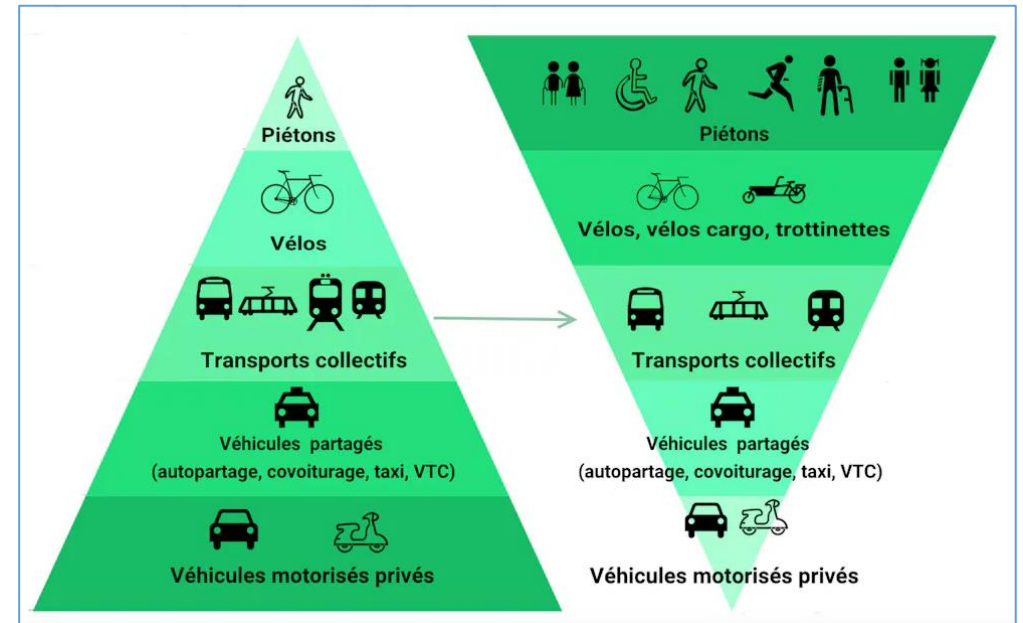 Piétons
Vélos
Transports collectifs
Véhicules partagés
(autopartage, covoiturage, taxi, VTC)
Véhicules motorisés privés
Piétons
Vélos, vélos cargo, trottinettes
Transports collectifs
Véhicules partagés
(autopartage, covoiturage, taxi, VTC)
Véhicules motorisés privés